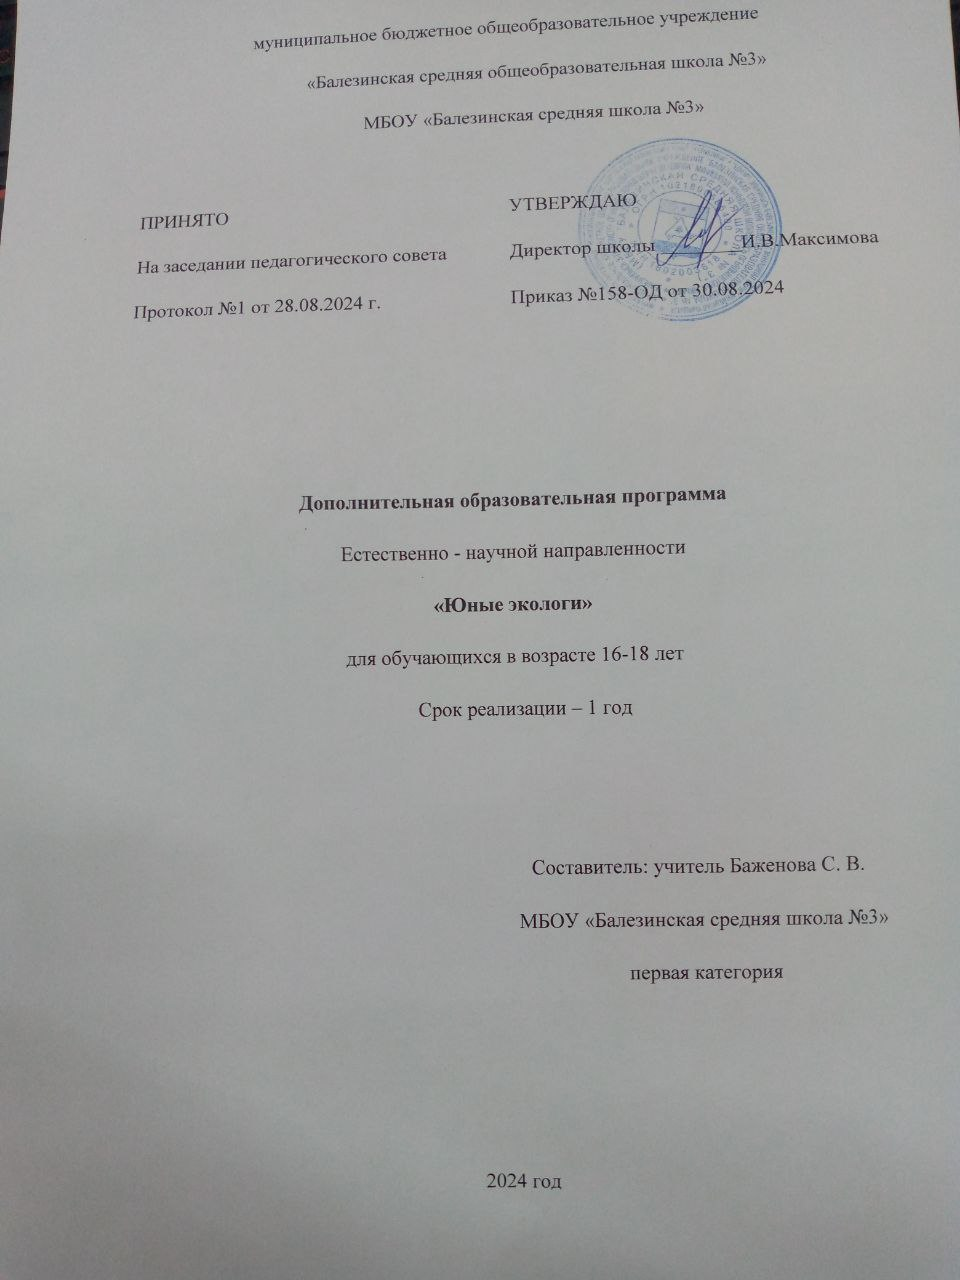 муниципальное бюджетное общеобразовательное учреждение
«Балезинская средняя общеобразовательная школа №3»
МБОУ «Балезинская средняя школа №3»
ПРИНЯТО
На заседании педагогического совета
Протокол №1 от 28.08.2024 г.
УТВЕРЖДАЮ
Директор школы И.В.Максимова
Приказ №158-ОД от 30.08.2024
Дополнительная образовательная программа
Естественно - научной направленности
«Юные экологи»
для обучающихся в возрасте 16-18 лет
Срок реализации – 1 год
Составитель: учитель Баженова С. В.
МБОУ «Балезинская средняя школа №3»
первая категория
2024 год